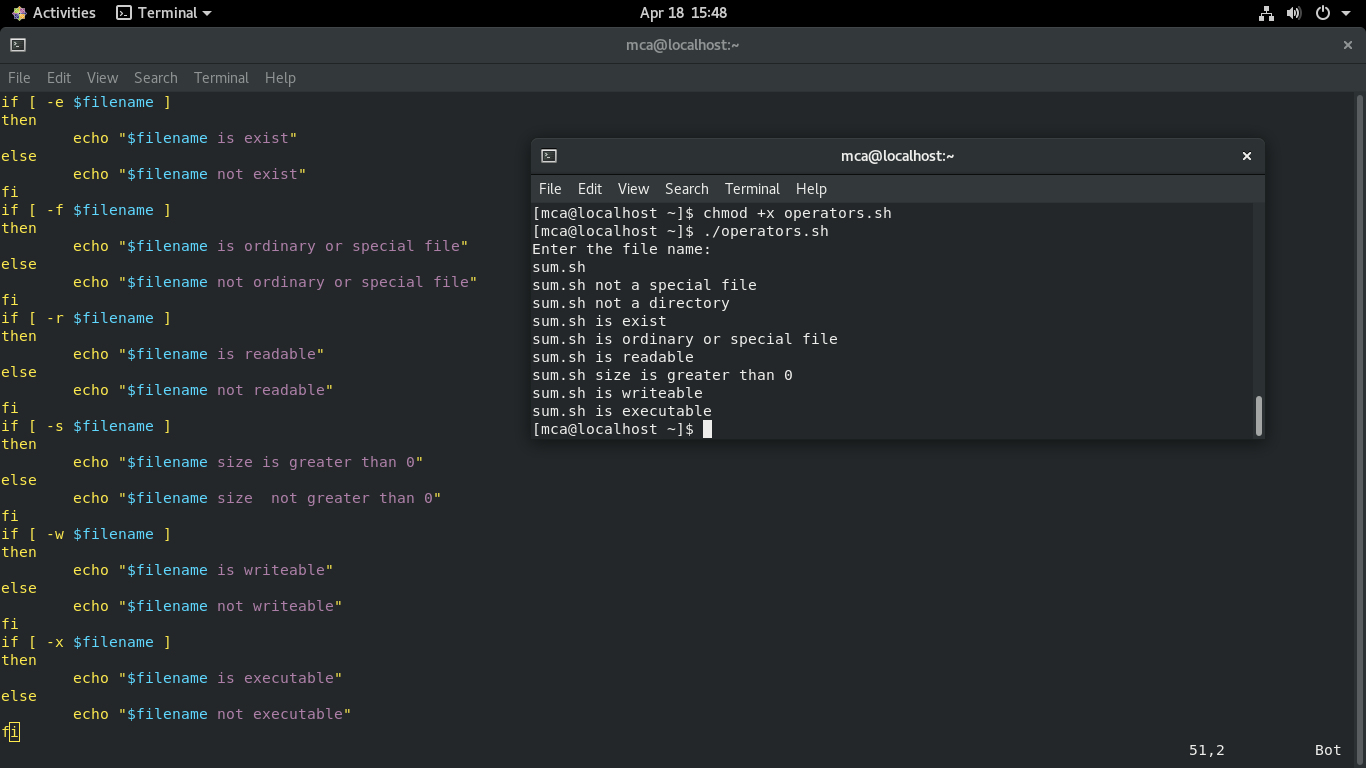 Activities Terminal Apr 18 15:48
mca@localhost:~
File Edit View Search Terminal Help
if [ -e $filename ]
then
        echo "$filename is exist"
else
        echo "$filename not exist"
fi
if [ -f $filename ]
then
        echo "$filename is ordinary or special file"
else
        echo "$filename not ordinary or special file"
fi
if [ -r $filename ]
then
        echo "$filename is readable"
else
        echo "$filename not readable"
fi
if [ -s $filename ]
then
        echo "$filename size is greater than 0"
else
        echo "$filename size  not greater than 0"
fi
if [ -w $filename ]
then
        echo "$filename is writeable"
else
        echo "$filename not writeable"
fi
if [ -x $filename ]
then
        echo "$filename is executable"
else
        echo "$filename not executable"
fi
51,2 Bot
mca@localhost:~
File Edit View Search Terminal Help
[mca@localhost ~]$ chmod +x operators.sh
[mca@localhost ~]$ ./operators.sh
Enter the file name:
sum.sh
sum.sh not a special file
sum.sh not a directory
sum.sh is exist
sum.sh is ordinary or special file
sum.sh is readable
sum.sh size is greater than 0
sum.sh is writeable
sum.sh is executable
[mca@localhost ~]$